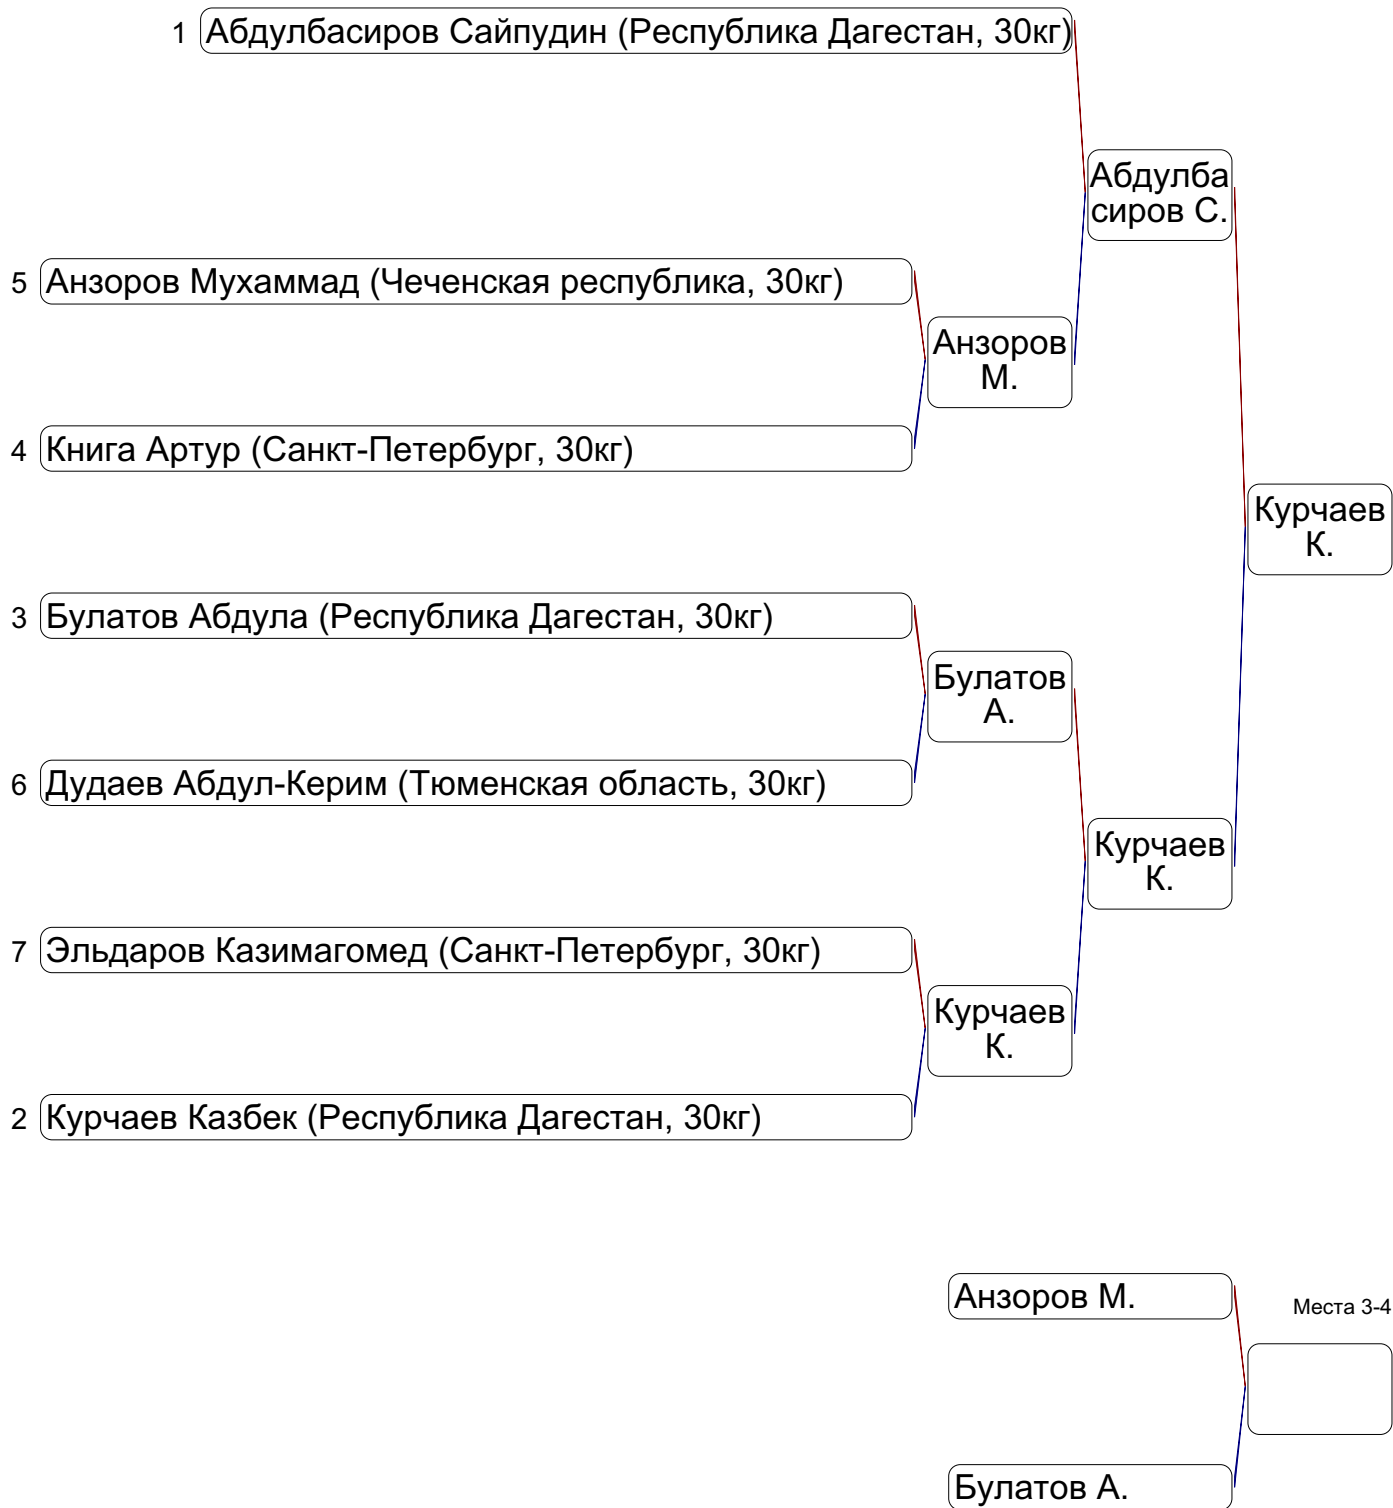 1 Абдулбасиров Сайпудин (Республика Дагестан, 30кг)
Абдулба
сиров С.
5 Анзоров Мухаммад (Чеченская республика, 30кг)
Анзоров
М.
4 Книга Артур (Санкт-Петербург, 30кг)
Курчаев
К.
3 Булатов Абдула (Республика Дагестан, 30кг)
Булатов
А.
6 Дудаев Абдул-Керим (Тюменская область, 30кг)
Курчаев
К.
7 Эльдаров Казимагомед (Санкт-Петербург, 30кг)
Курчаев
К.
2 Курчаев Казбек (Республика Дагестан, 30кг)
Анзоров М.
Места 3-4
Булатов А.